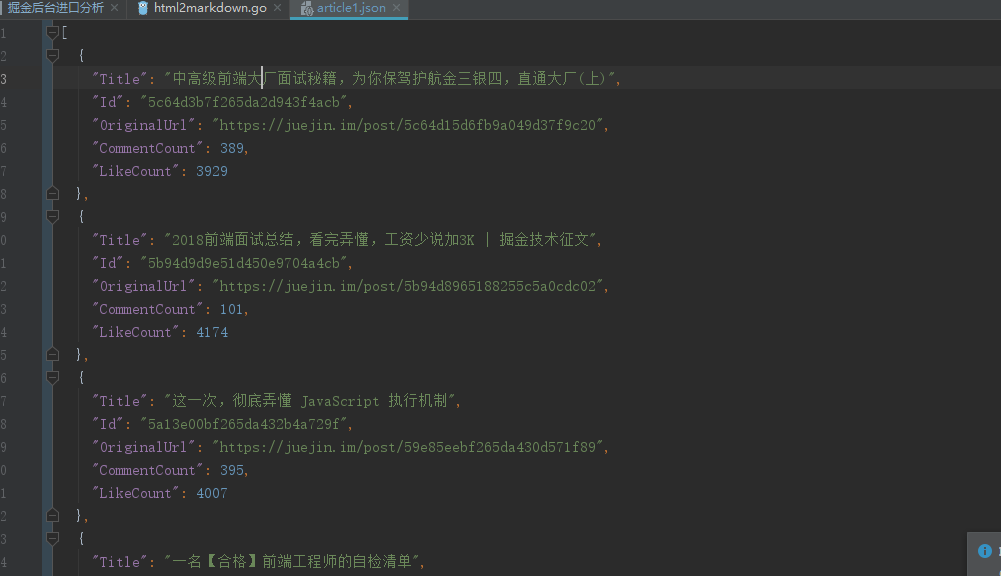 掘金后台进口分析 html2markdown.go article1.json
1 [
2 {
3 "Title": "中高级前端大厂面试秘籍，为你保驾护航金三银四，直通大厂(上)",
4 "Id": "5c64d3b7f265da2d943f4acb",
5 "OriginalUrl": "https://juejin.im/post/5c64d15d6fb9a049d37f9c20",
6 "CommentCount": 389,
7 "LikeCount": 3929
8 },
9 {
0 "Title": "2018前端面试总结，看完弄懂，工资少说加3K | 掘金技术征文",
1 "Id": "5b94d9d9e51d450e9704a4cb",
2 "OriginalUrl": "https://juejin.im/post/5b94d8965188255c5a0cdc02",
3 "CommentCount": 101,
4 "LikeCount": 4174
5 },
6 {
7 "Title": "这一次，彻底弄懂 JavaScript 执行机制",
8 "Id": "5a13e00bf265da432b4a729f",
9 "OriginalUrl": "https://juejin.im/post/59e85eebf265da430d571f89",
0 "CommentCount": 395,
1 "LikeCount": 4007
2 },
3 {
4 "Title": "一名【合格】前端工程师的自检清单",